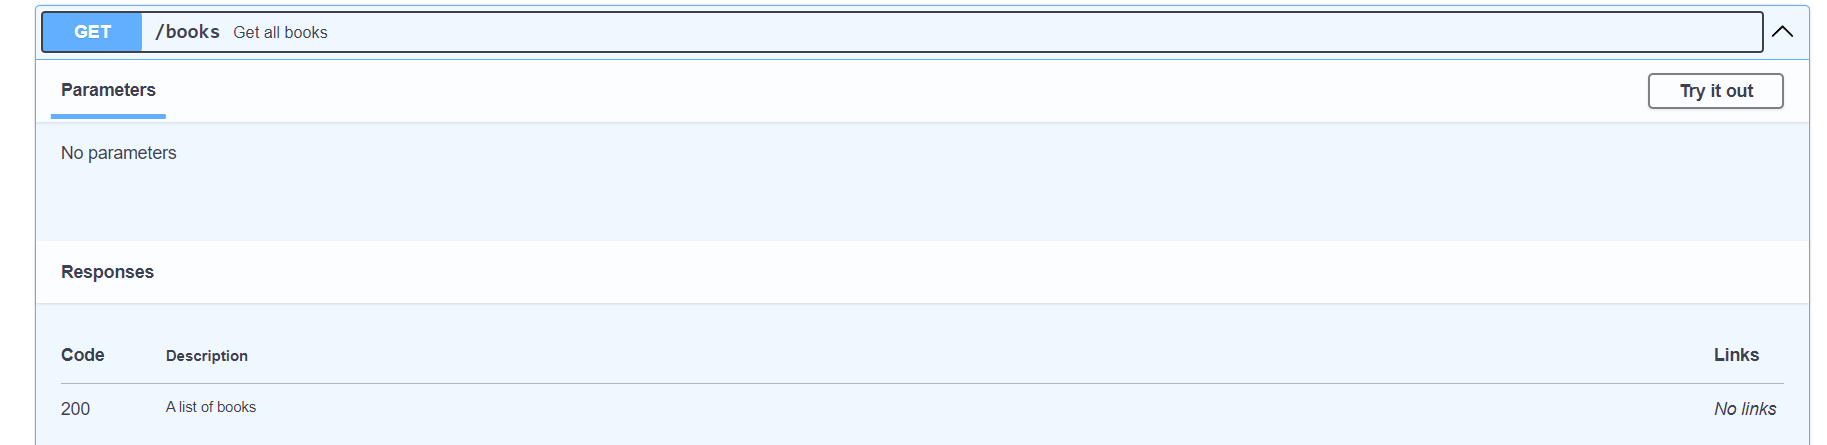 GET /books Get all books
Parameters Try it out
No parameters
Responses
Code Description Links
200 A list of books No links